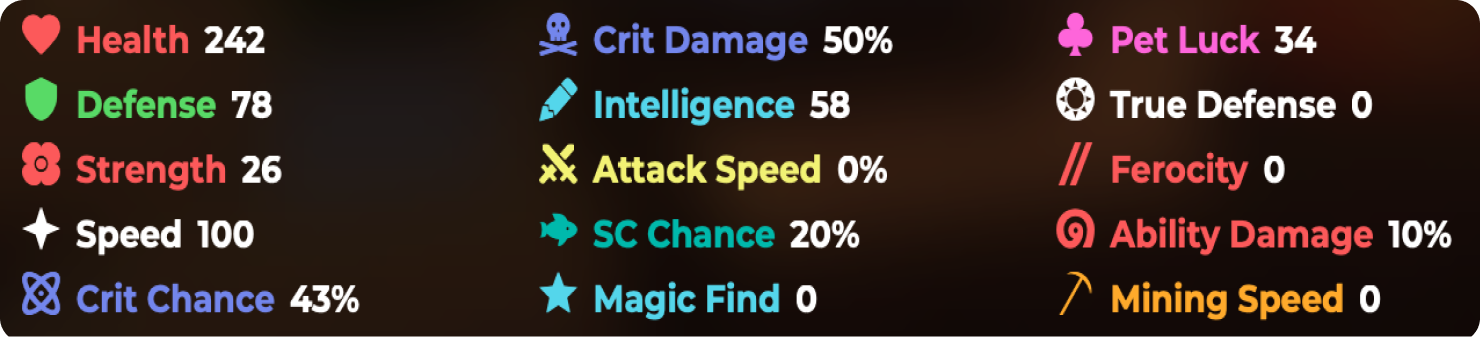 Health 242
Defense 78
Strength 26
Speed 100
Crit Chance 43%
Crit Damage 50%
Intelligence 58
Attack Speed 0%
SC Chance 20%
Magic Find 0
Pet Luck 34
True Defense 0
Ferocity 0
Ability Damage 10%
Mining Speed 0